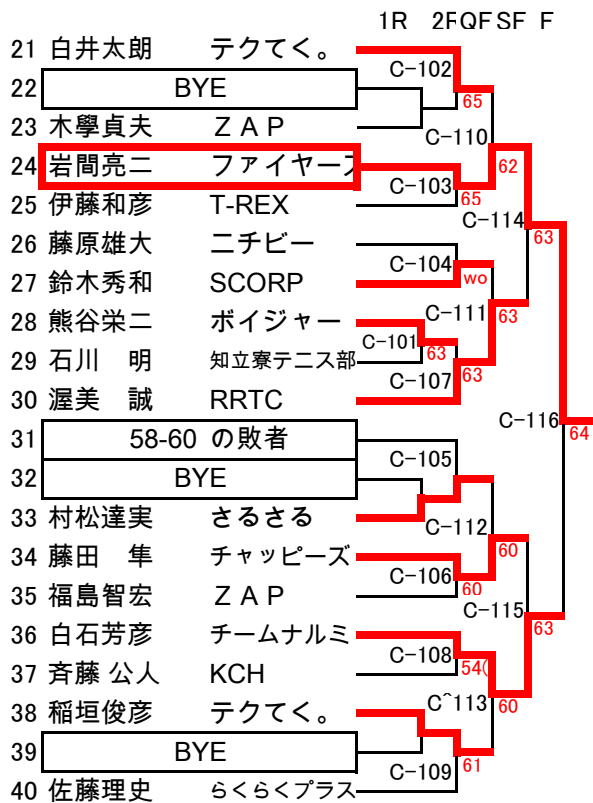 1R 2R QF SF F
21 白井太朗 テクてく。
C-102
22 BYE
65
23 木學貞夫 ZAP
C-110
24 岩間亮二 ファイヤーズ
62
C-103
65
25 伊藤和彦 T-REX
C-114
63
26 藤原雄大 ニチビー
C-104
27 鈴木秀和 SCORP
wo
28 熊谷栄二 ボイジャー
C-111
63
C-101
63
29 石川 明 知立寮テニス部
C-107
63
30 渥美 誠 RRTC
C-116
64
31 58-60 の敗者
C-105
32 BYE
33 村松達実 さるさる
C-112
34 藤田 隼 チャッピーズ
60
C-106
60
35 福島智宏 ZAP
C-115
63
36 白石芳彦 チームナルミ
C-108
54(
37 斉藤 公人 KCH
38 稲垣俊彦 テクてく。
C-113
60
39 BYE
61
C-109
40 佐藤理史 らくらくプラス